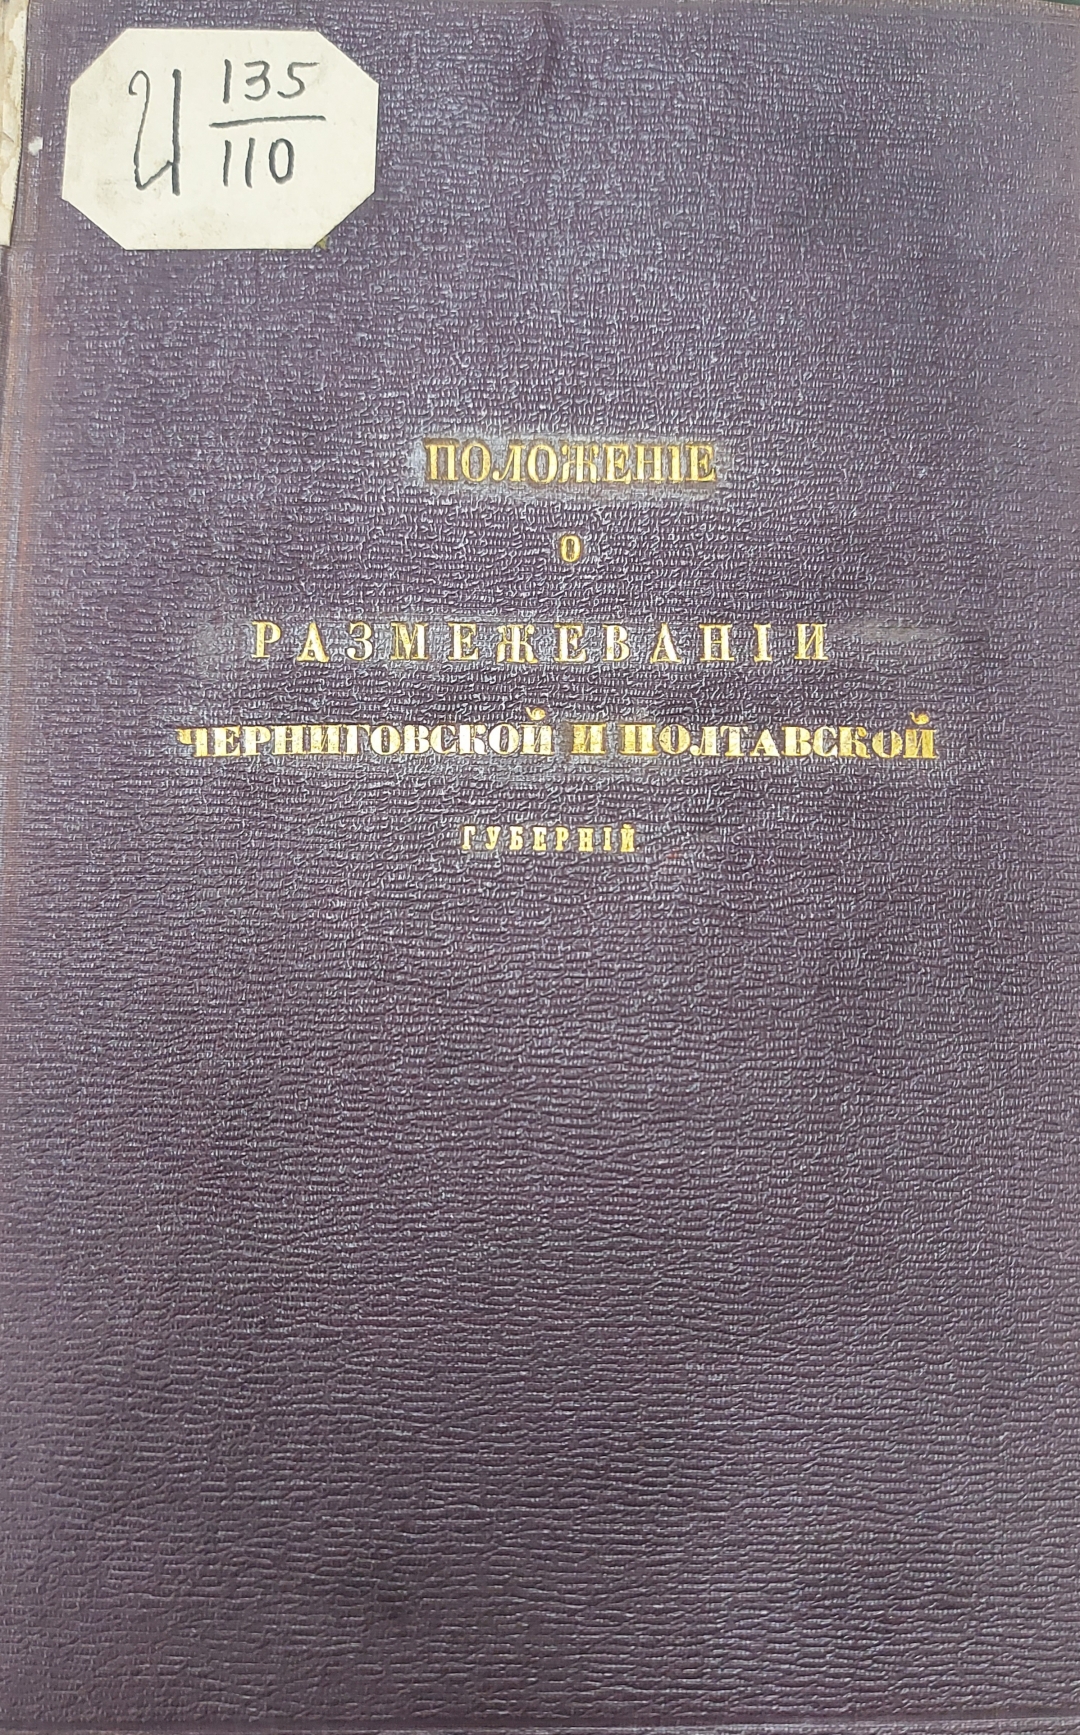 И 135
110
ПОЛОЖЕНІЕ
О
РАЗМЕЖЕВАНІИ
ЧЕРНИГОВСКОЙ И ПОЛТАВСКОЙ
ГУБЕРНІЙ